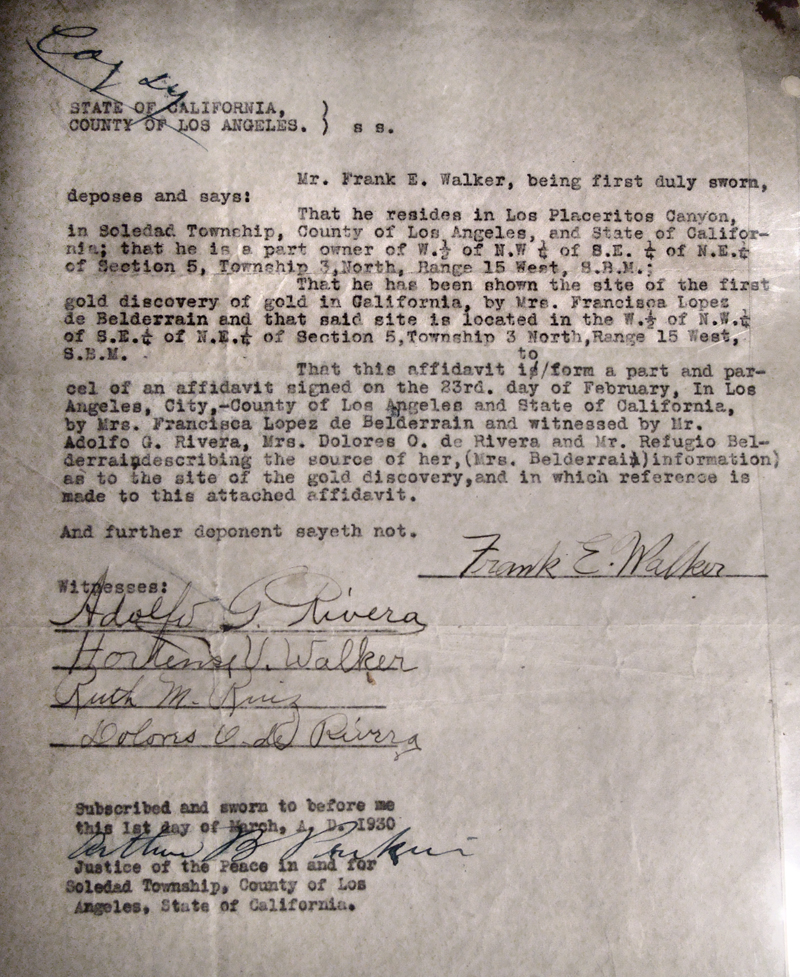 Copy
STATE OF CALIFORNIA, )
COUNTY OF LOS ANGELES. ) s s.
Mr. Frank E. Walker, being first duly sworn,
deposes and says:
That he resides in Los Placeritos Canyon,
in Soledad Township, County of Los Angeles, and State of Califor-
nia; that he is a part owner of W.½ of N.W ¼ of S.E. ¼ of N.E.¼
of Section 5, Township 3,North, Range 15 West, S.B.M.;
That he has been shown the site of the first
gold discovery of gold in California, by Mrs. Francisca Lopez
de Belderrain and that said site is located in the W.½ of N.W.¼
of S.E.¼ of N.E.¼ of Section 5,Township 3 North,Range 15 West,
S.B.M.
to
That this affidavit is/form a part and par-
cel of an affidavit signed on the 23rd. day of February, In Los
Angeles, City,-County of Los Angeles and State of California,
by Mrs. Francisca Lopez de Belderrain and witnessed by Mr.
Adolfo G. Rivera, Mrs. Dolores O. de Rivera and Mr. Refugio Bel-
derrain,describing the source of her,(Mrs. Belderrain)information,
as to the site of the gold discovery,and in which reference is
made to this attached affidavit.
And further deponent sayeth not.
Frank E. Walker
Witnesses:
Adolfo G. Rivera
Hortense V. Walker
Ruth M. Ruiz
Dolores O. de Rivera
Subscribed and sworn to before me
this 1st day of March, A. D. 1930
Arthur B Perkins
Justice of the Peace in and for
Soledad Township, County of Los
Angeles, State of California.